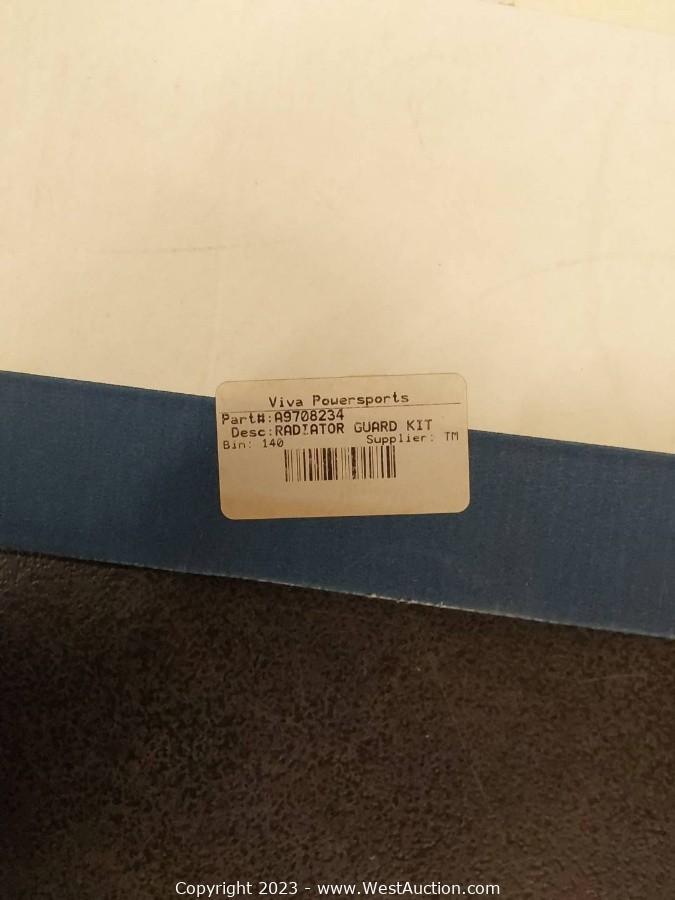 Viva Powersports
Part#:A9708234
Desc:RADIATOR GUARD KIT
Bin: 140 Supplier: TM
Copyright 2023 - www.WestAuction.com